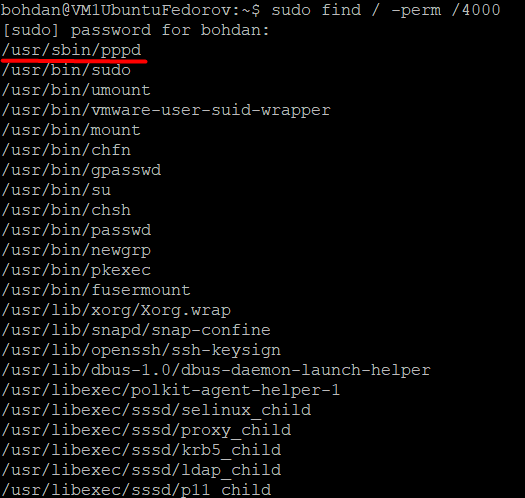 bohdan@VM1UbuntuFedorov:~$ sudo find / -perm /4000
[sudo] password for bohdan:
/usr/sbin/pppd
/usr/bin/sudo
/usr/bin/umount
/usr/bin/vmware-user-suid-wrapper
/usr/bin/mount
/usr/bin/chfn
/usr/bin/gpasswd
/usr/bin/su
/usr/bin/chsh
/usr/bin/passwd
/usr/bin/newgrp
/usr/bin/pkexec
/usr/bin/fusermount
/usr/lib/xorg/Xorg.wrap
/usr/lib/snapd/snap-confine
/usr/lib/openssh/ssh-keysign
/usr/lib/dbus-1.0/dbus-daemon-launch-helper
/usr/libexec/polkit-agent-helper-1
/usr/libexec/sssd/selinux_child
/usr/libexec/sssd/proxy_child
/usr/libexec/sssd/krb5_child
/usr/libexec/sssd/ldap_child
/usr/libexec/sssd/p11_child